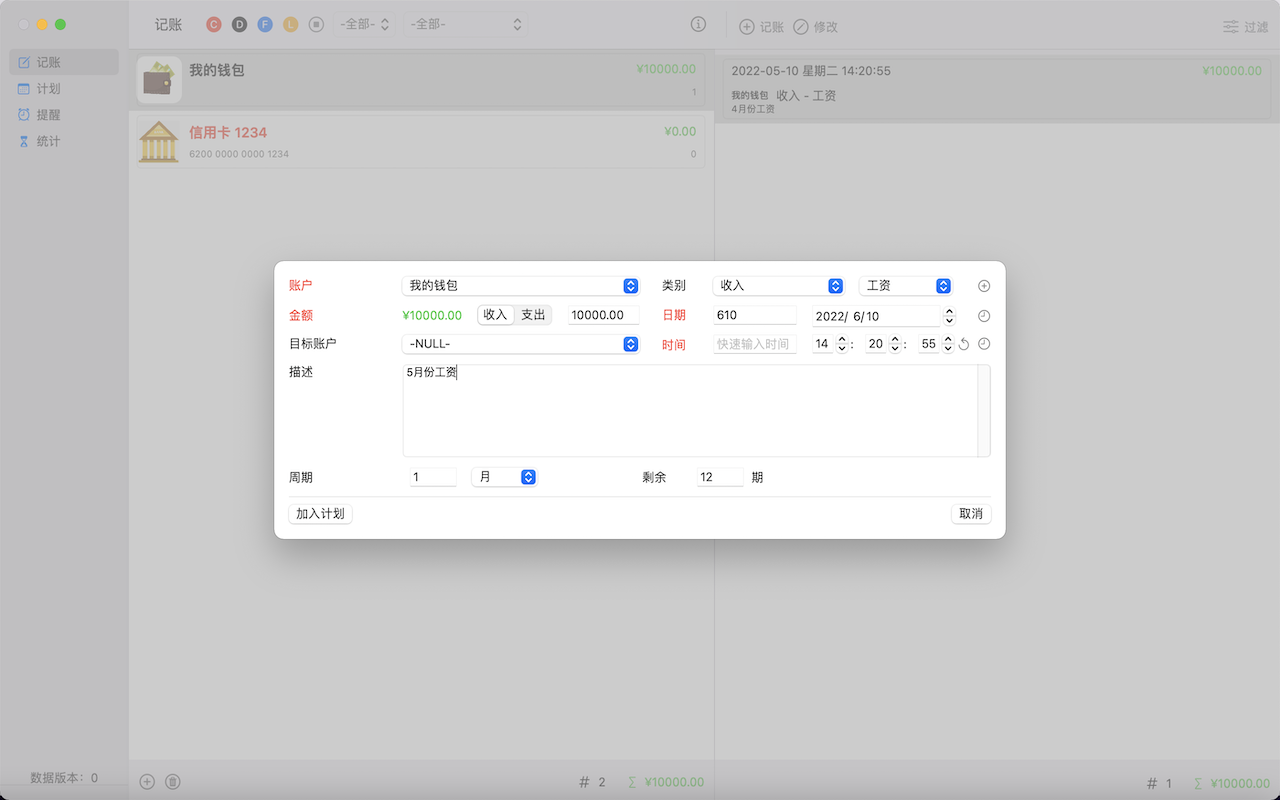 记账
计划
提醒
统计
数据版本：0
记账 C D F L -全部- -全部-
我的钱包 ¥10000.00
1
信用卡 1234 ¥0.00
6200 0000 0000 1234 0
# 2 Σ ¥10000.00
记账 修改 过滤
2022-05-10 星期二 14:20:55 ¥10000.00
我的钱包 收入 - 工资
4月份工资
# 1 Σ ¥10000.00
账户 我的钱包 类别 收入 工资
金额 ¥10000.00 收入 支出 10000.00 日期 610 2022/ 6/10
目标账户 -NULL- 时间 快速输入时间 14 : 20 : 55
描述 5月份工资
周期 1 月 剩余 12 期
加入计划 取消